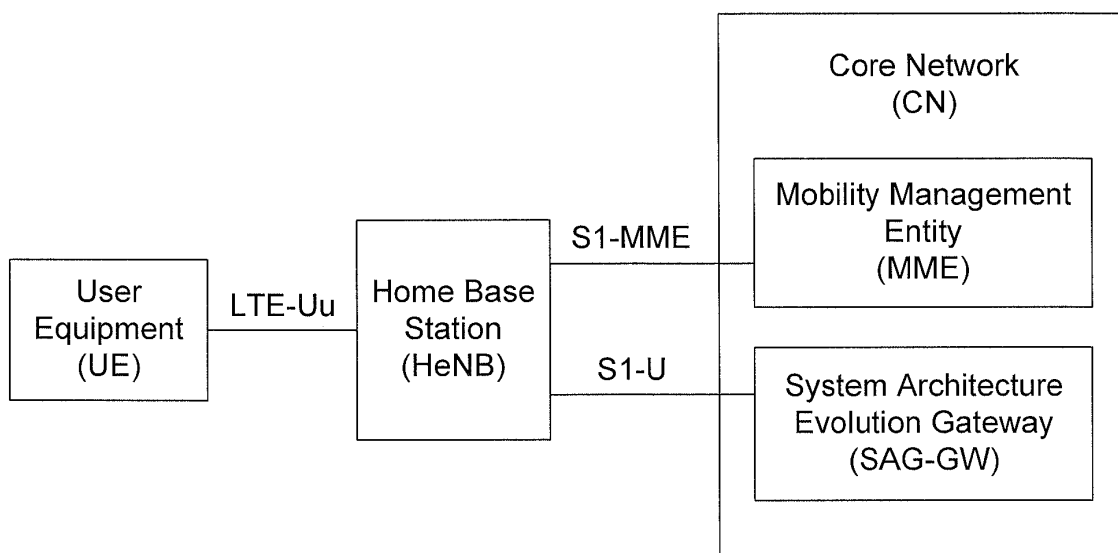 Core Network
(CN)
Mobility Management
Entity
(MME)
S1-MME
User
Equipment
(UE)
LTE-Uu
Home Base
Station
(HeNB)
S1-U
System Architecture
Evolution Gateway
(SAG-GW)